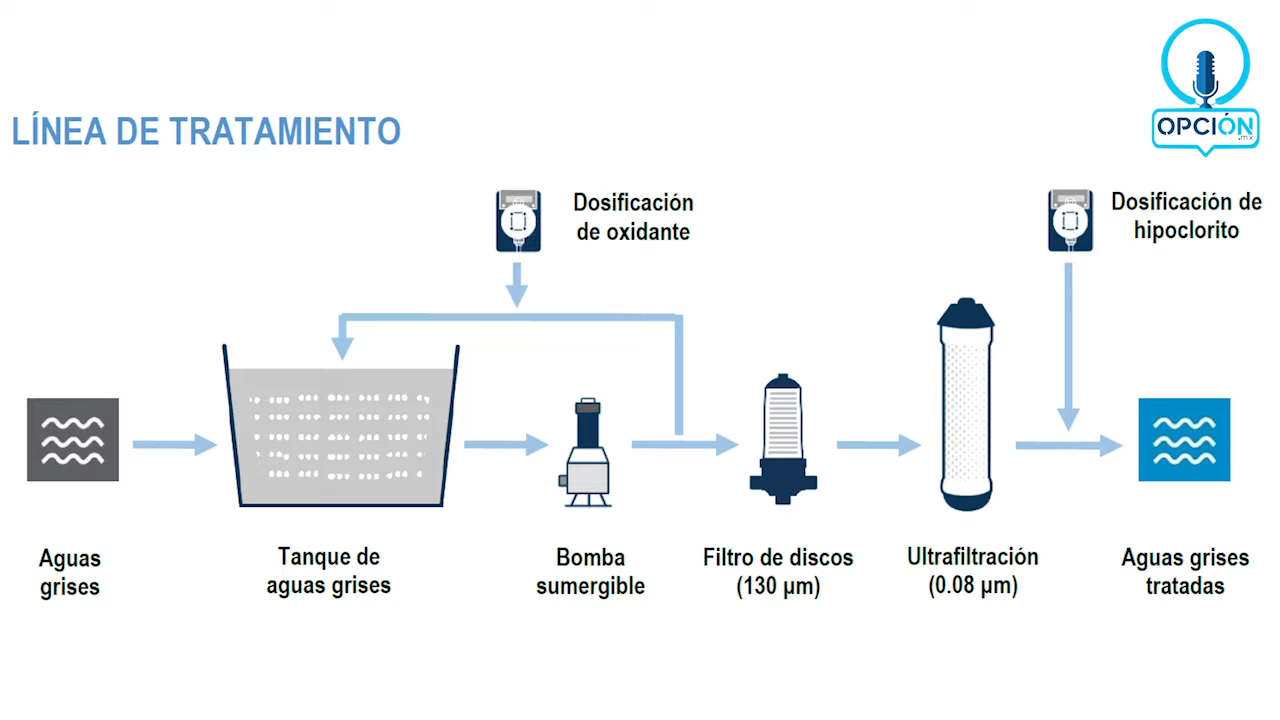 OPCIÓN
.mx
LÍNEA DE TRATAMIENTO
Dosificación
de oxidante
Dosificación de
hipoclorito
Aguas
grises
Tanque de
aguas grises
Bomba
sumergible
Filtro de discos
(130 µm)
Ultrafiltración
(0.08 µm)
Aguas grises
tratadas